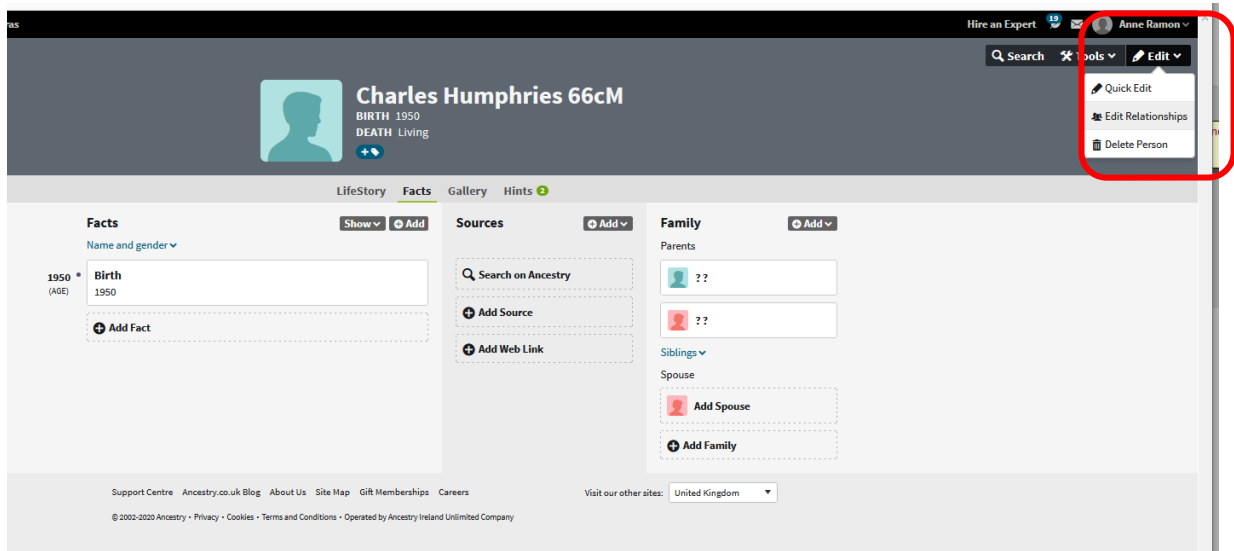 ras
Hire an Expert 19 Anne Ramon
Search Tools Edit
Quick Edit
Edit Relationships
Delete Person
Charles Humphries 66cM
BIRTH 1950
DEATH Living
LifeStory Facts Gallery Hints 2
Facts Show Add
Name and gender
1950
(AGE)
Birth
1950
Add Fact
Sources Add
Search on Ancestry
Add Source
Add Web Link
Family Add
Parents
? ?
? ?
Siblings
Spouse
Add Spouse
Add Family
Support Centre Ancestry.co.uk Blog About Us Site Map Gift Memberships Careers
Visit our other sites: United Kingdom
© 2002-2020 Ancestry • Privacy • Cookies • Terms and Conditions • Operated by Ancestry Ireland Unlimited Company